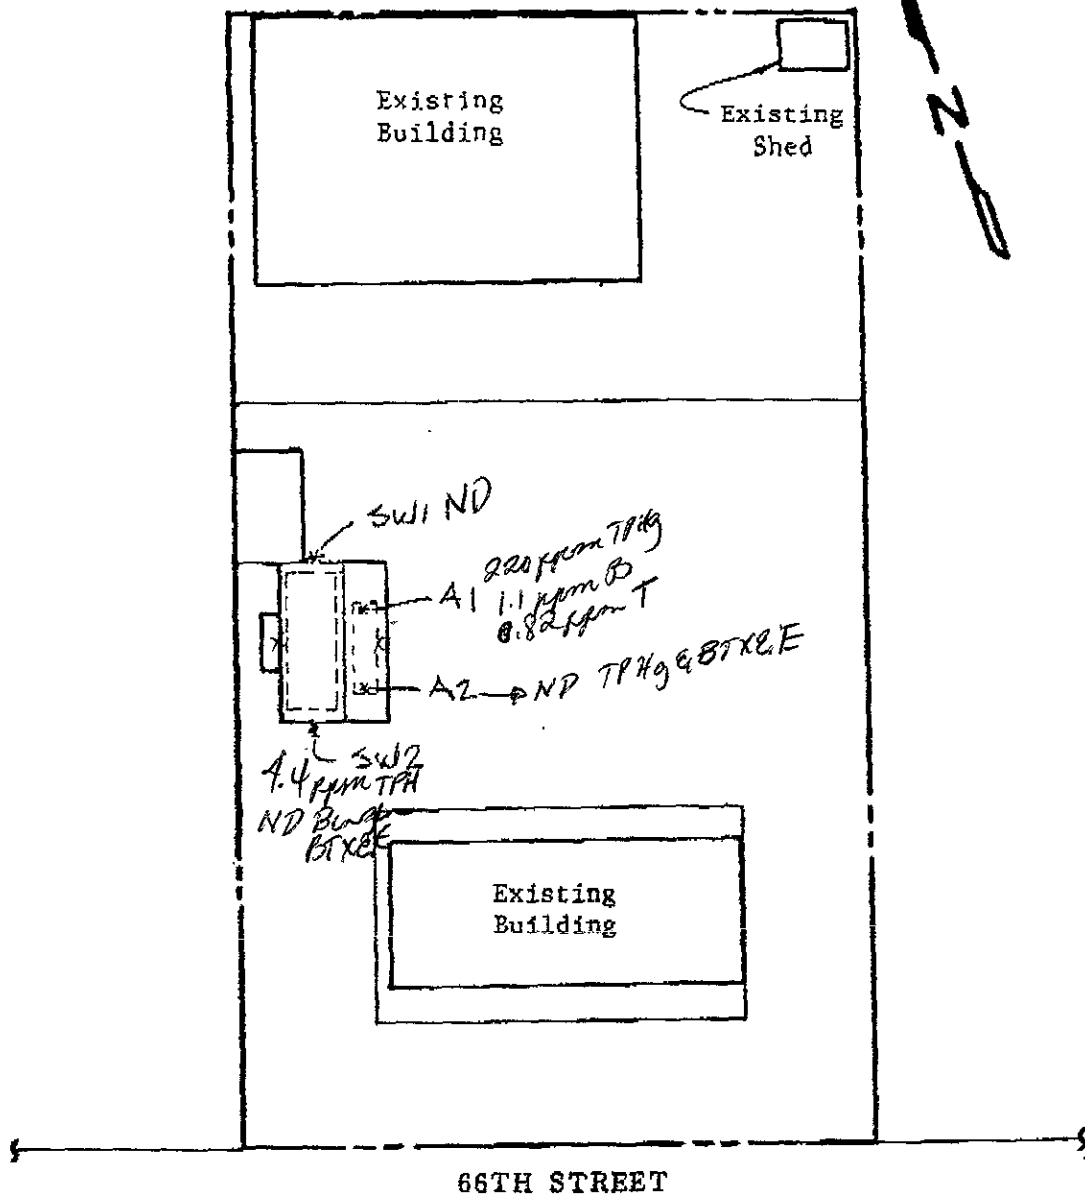 Existing
Building
Existing
Shed
N
SW1 ND
A1
220 ppm TPHg
1.1 ppm B
0.82 ppm T
A2 → ND TPHg & BTX&E
SW2
4.4 ppm TPH
ND
BTX&E
Existing
Building
66TH STREET